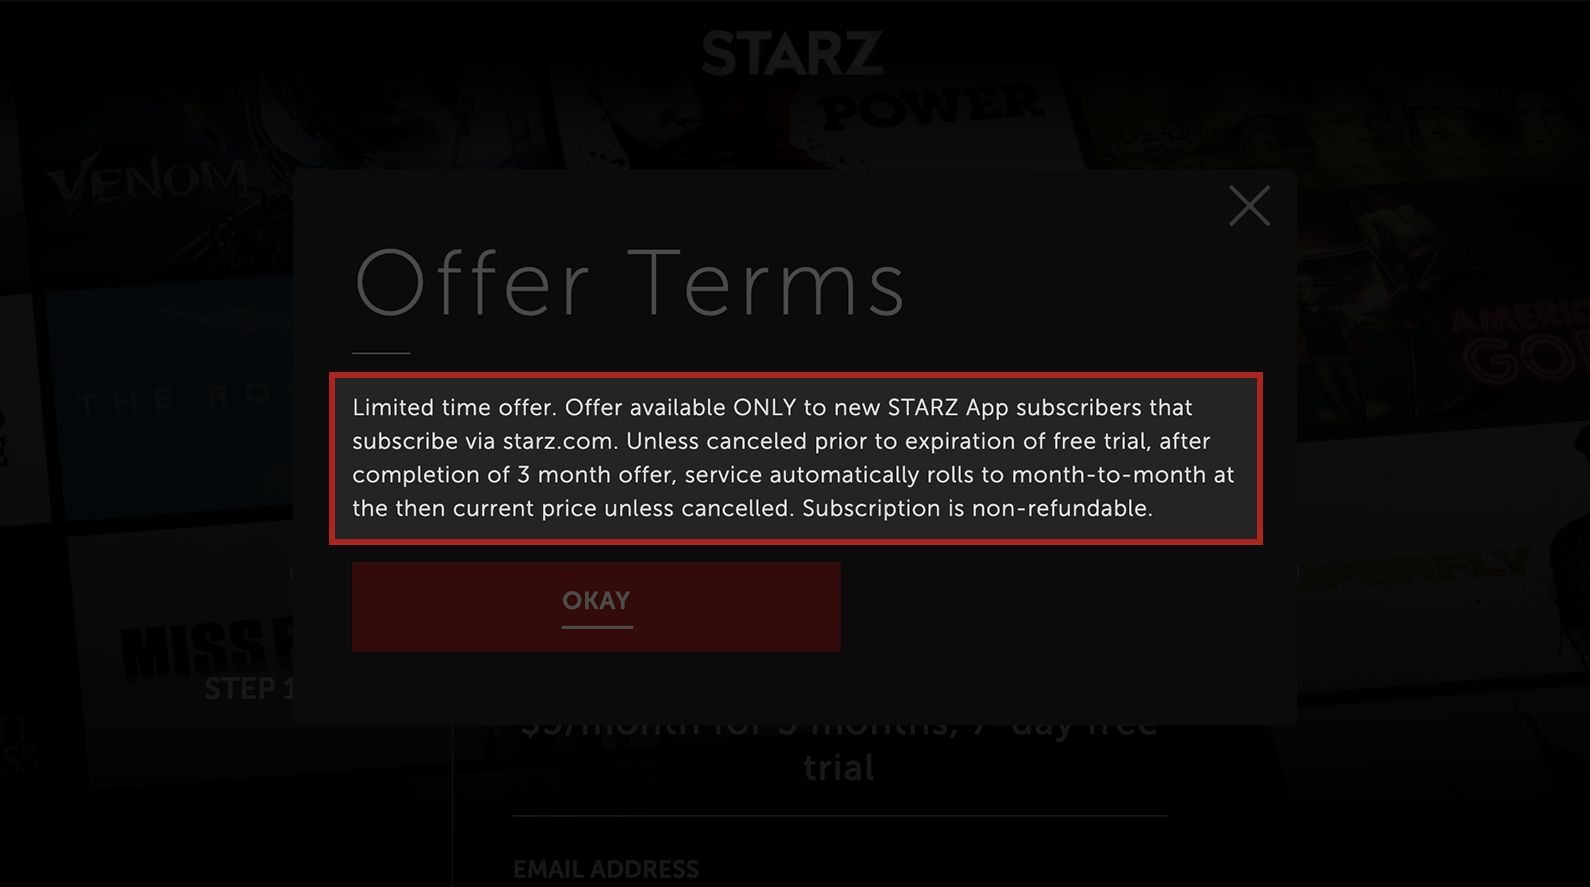 STARZ
POWER
VENOM
Offer Terms
AMERIC
GO
THE RO
Limited time offer. Offer available ONLY to new STARZ App subscribers that
subscribe via starz.com. Unless canceled prior to expiration of free trial, after
completion of 3 month offer, service automatically rolls to month-to-month at
the then current price unless cancelled. Subscription is non-refundable.
OKAY
MISS
STEP 1
$5/month for 3 months, 7-day free
trial
EMAIL ADDRESS